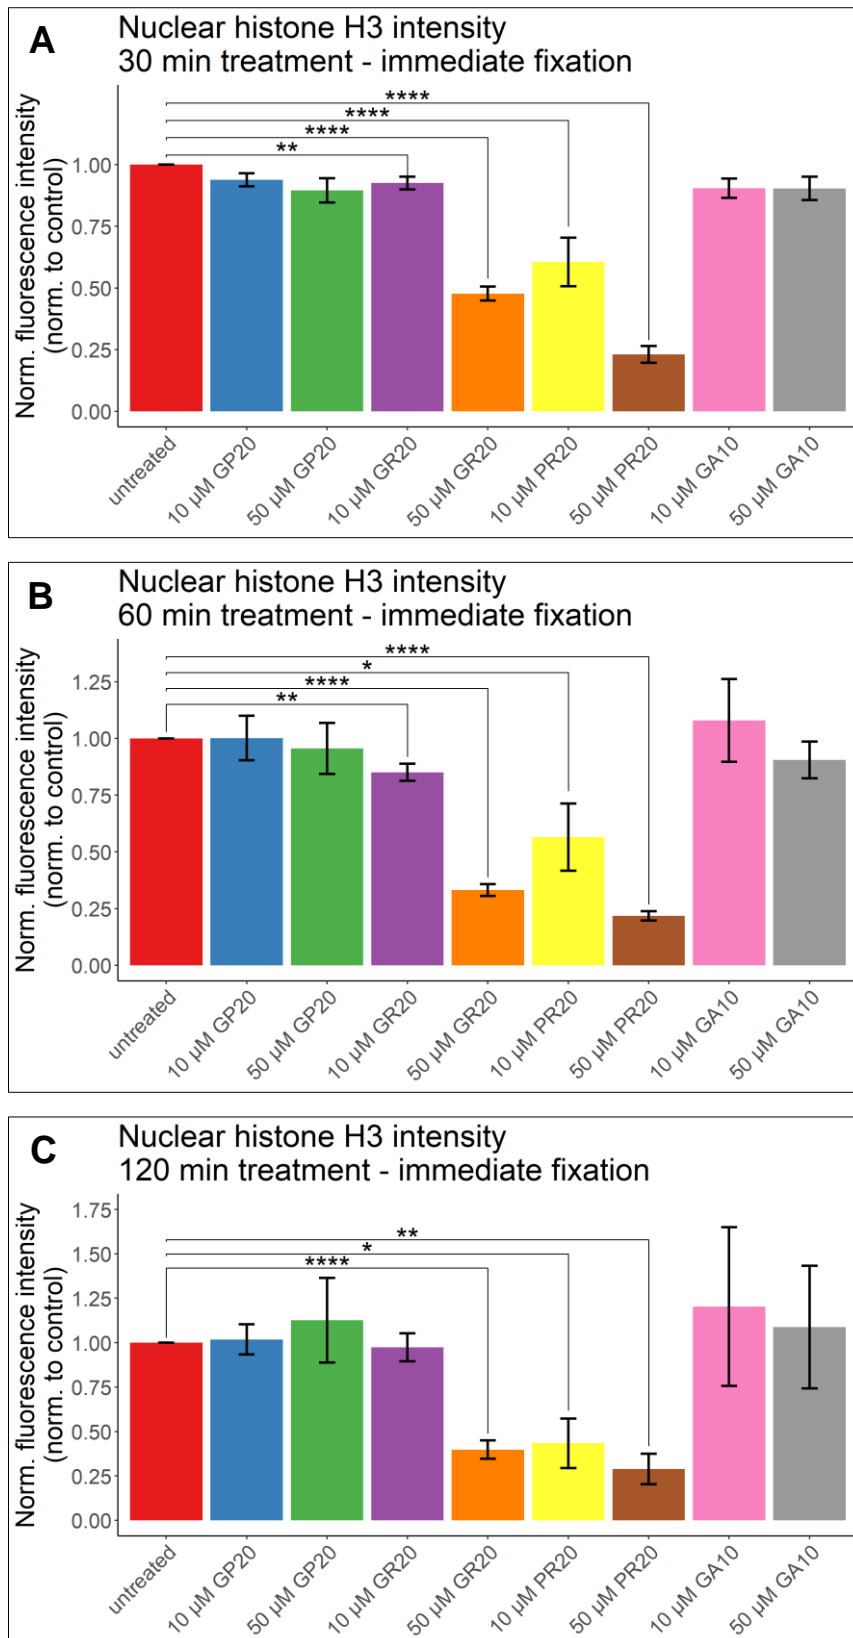 A
Nuclear histone H3 intensity
30 min treatment - immediate fixation
Norm. fluorescence intensity
(norm. to control)
1.00
0.75
0.50
0.25
0.00
****
****
****
**
untreated
10 µM GP20
50 µM GP20
10 µM GR20
50 µM GR20
10 µM PR20
50 µM PR20
10 µM GA10
50 µM GA10
B
Nuclear histone H3 intensity
60 min treatment - immediate fixation
Norm. fluorescence intensity
(norm. to control)
1.25
1.00
0.75
0.50
0.25
0.00
****
*
****
**
untreated
10 µM GP20
50 µM GP20
10 µM GR20
50 µM GR20
10 µM PR20
50 µM PR20
10 µM GA10
50 µM GA10
C
Nuclear histone H3 intensity
120 min treatment - immediate fixation
Norm. fluorescence intensity
(norm. to control)
1.75
1.50
1.25
1.00
0.75
0.50
0.25
0.00
**
*
****
untreated
10 µM GP20
50 µM GP20
10 µM GR20
50 µM GR20
10 µM PR20
50 µM PR20
10 µM GA10
50 µM GA10